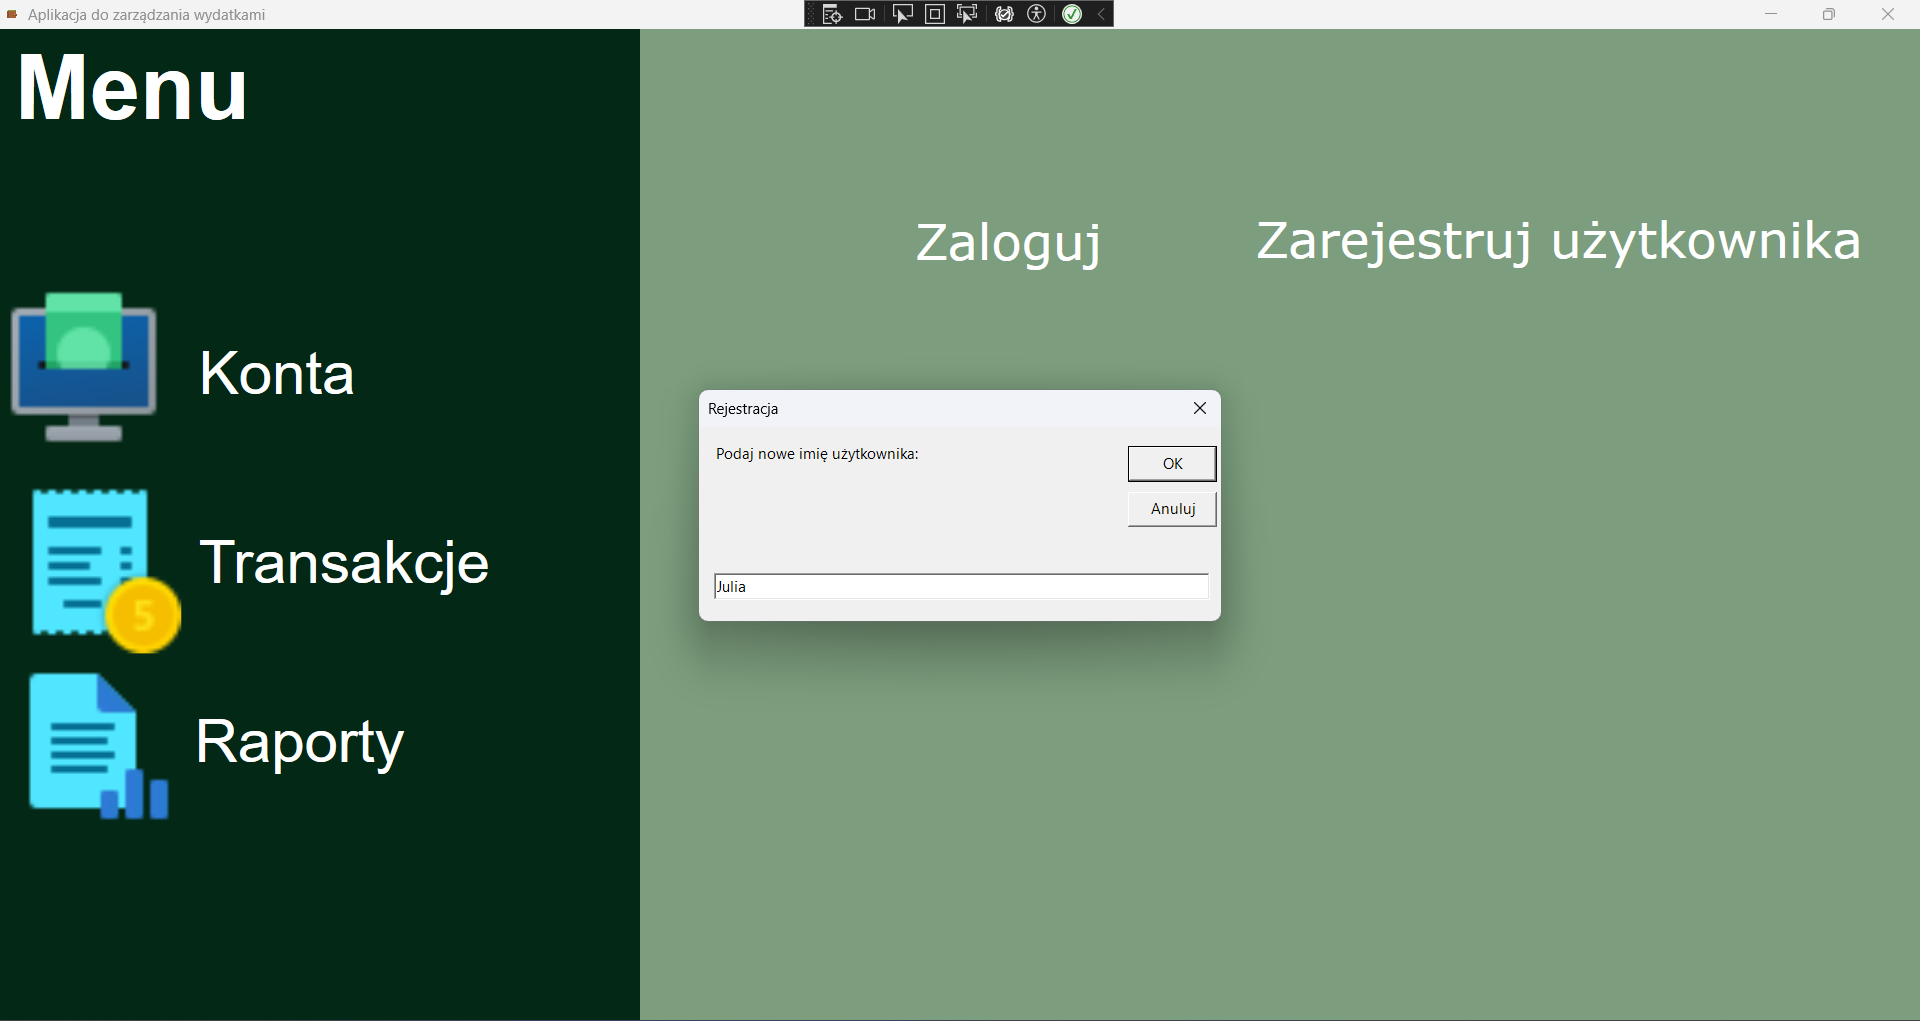 Aplikacja do zarządzania wydatkami
Menu
Zaloguj
Zarejestruj użytkownika
Konta
Transakcje
5
Raporty
Rejestracja
Podaj nowe imię użytkownika:
OK
Anuluj
Julia